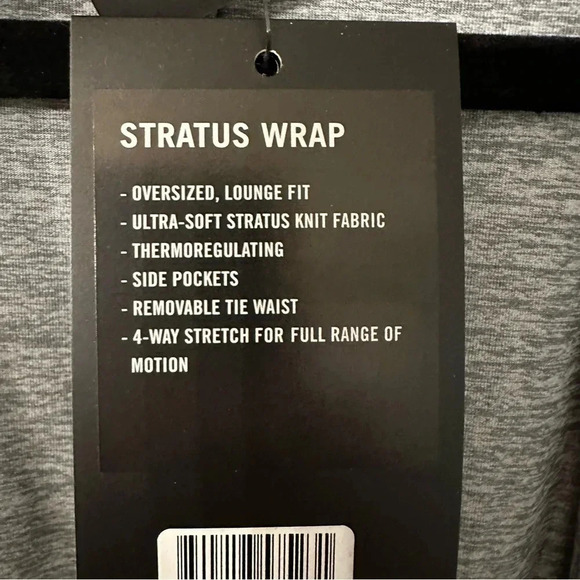 STRATUS WRAP
- OVERSIZED, LOUNGE FIT
- ULTRA-SOFT STRATUS KNIT FABRIC
- THERMOREGULATING
- SIDE POCKETS
- REMOVABLE TIE WAIST
- 4-WAY STRETCH FOR FULL RANGE OF
MOTION